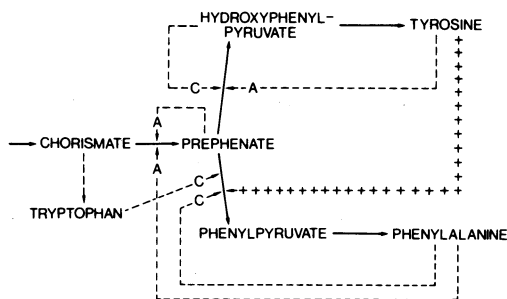 HYDROXYPHENYL-
PYRUVATE
TYROSINE
C
A
A
CHORISMATE
PREPHENATE
A
C
C
TRYPTOPHAN
+ + + + + + + + + + + + + + + + + +
PHENYLPYRUVATE
PHENYLALANINE